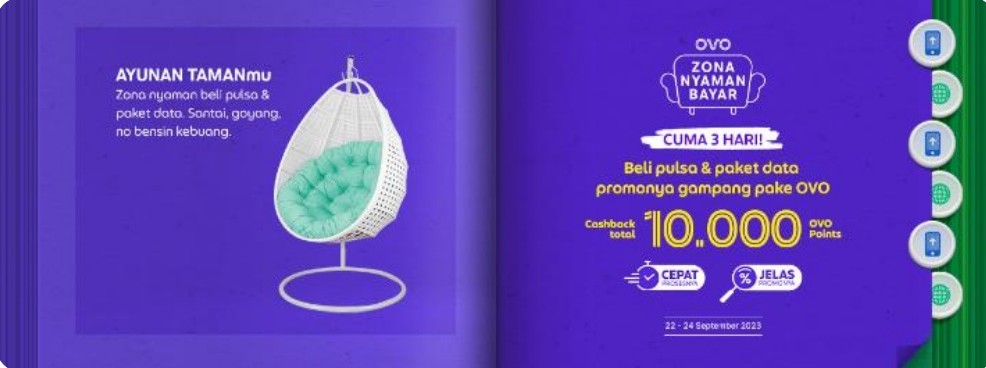 AYUNAN TAMANmu
Zona nyaman beli pulsa &
paket data. Santai, goyang,
no bensin kebuang.
OVO
ZONA
NYAMAN
BAYAR
CUMA 3 HARI!
Beli pulsa & paket data
promonya gampang pake OVO
Cashback
total
10.000
OVO
Points
CEPAT
PROSESNYA
JELAS
PROMONYA
22 - 24 September 2023